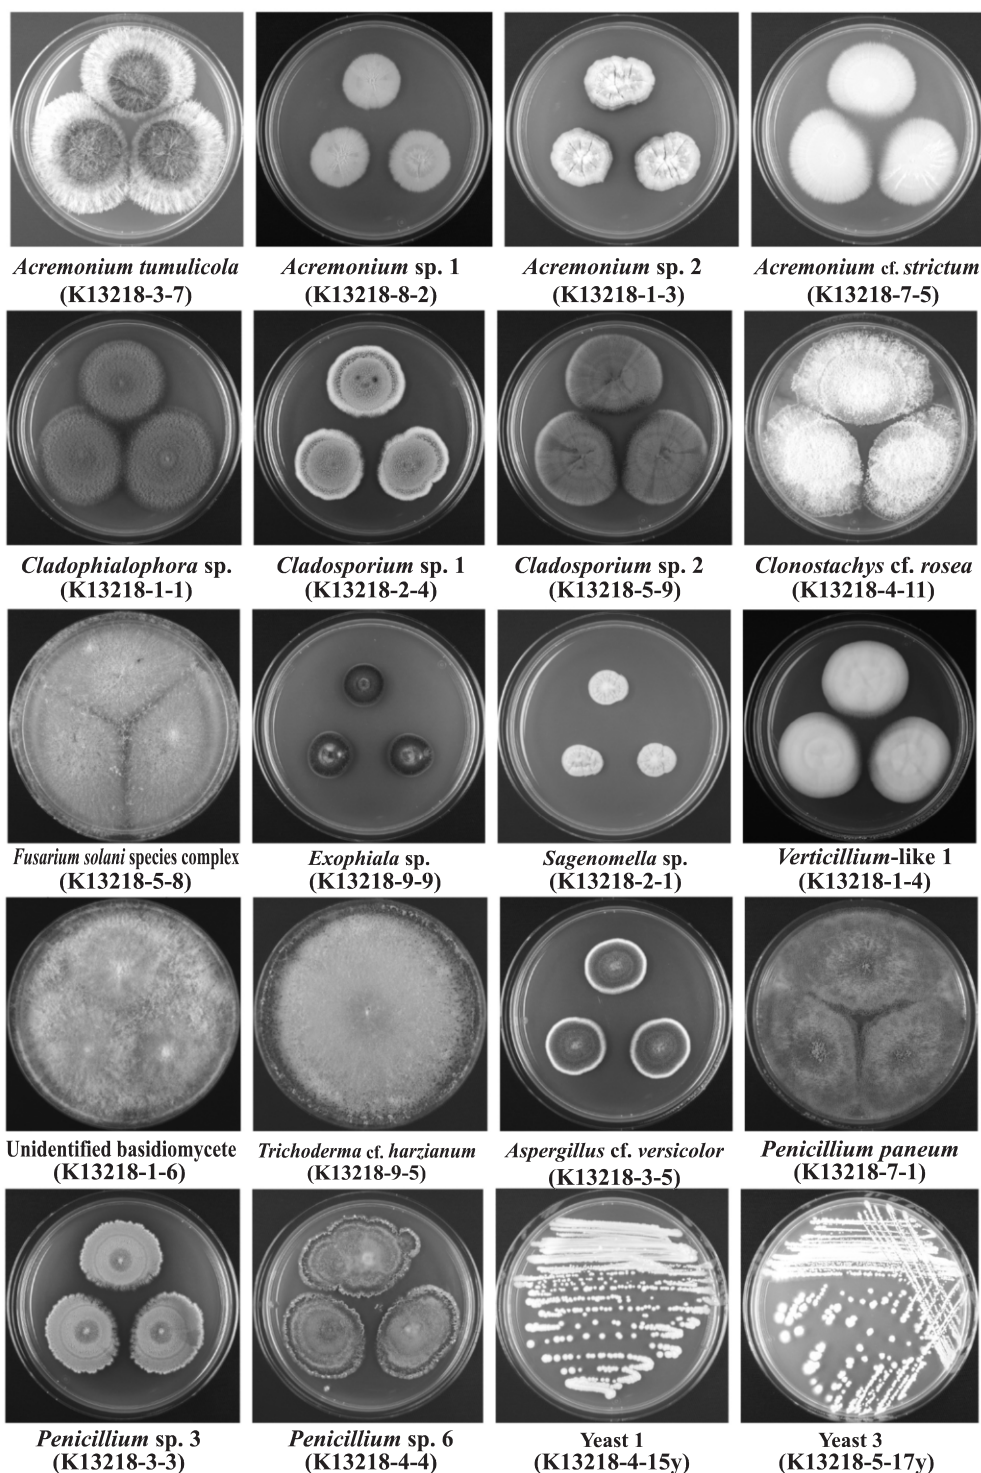 Acremonium tumulicola
(K13218-3-7)
Acremonium sp. 1
(K13218-8-2)
Acremonium sp. 2
(K13218-1-3)
Acremonium cf. strictum
(K13218-7-5)
Cladophialophora sp.
(K13218-1-1)
Cladosporium sp. 1
(K13218-2-4)
Cladosporium sp. 2
(K13218-5-9)
Clonostachys cf. rosea
(K13218-4-11)
Fusarium solani species complex
(K13218-5-8)
Exophiala sp.
(K13218-9-9)
Sagenomella sp.
(K13218-2-1)
Verticillium-like 1
(K13218-1-4)
Unidentified basidiomycete
(K13218-1-6)
Trichoderma cf. harzianum
(K13218-9-5)
Aspergillus cf. versicolor
(K13218-3-5)
Penicillium paneum
(K13218-7-1)
Penicillium sp. 3
(K13218-3-3)
Penicillium sp. 6
(K13218-4-4)
Yeast 1
(K13218-4-15y)
Yeast 3
(K13218-5-17y)